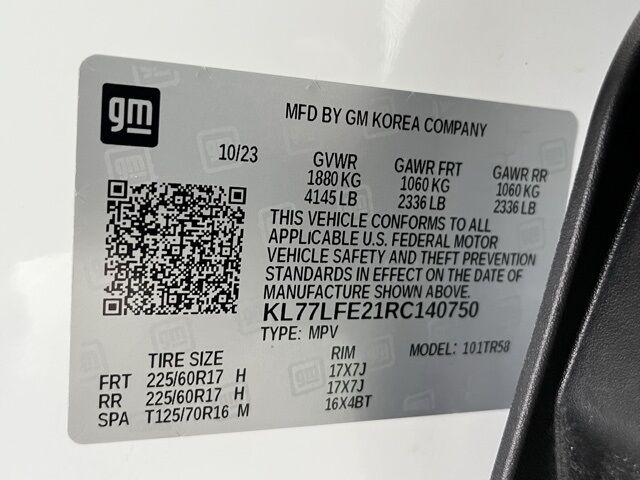 gm
MFD BY GM KOREA COMPANY
10/23 GVWR GAWR FRT GAWR RR
1880 KG 1060 KG 1060 KG
4145 LB 2336 LB 2336 LB
THIS VEHICLE CONFORMS TO ALL
APPLICABLE U.S. FEDERAL MOTOR
VEHICLE SAFETY AND THEFT PREVENTION
STANDARDS IN EFFECT ON THE DATE OF
MANUFACTURE SHOWN ABOVE.
KL77LFE21RC140750
TYPE: MPV MODEL: 101TR58
TIRE SIZE RIM
FRT 225/60R17 H 17X7J
RR 225/60R17 H 17X7J
SPA T125/70R16 M 16X4BT